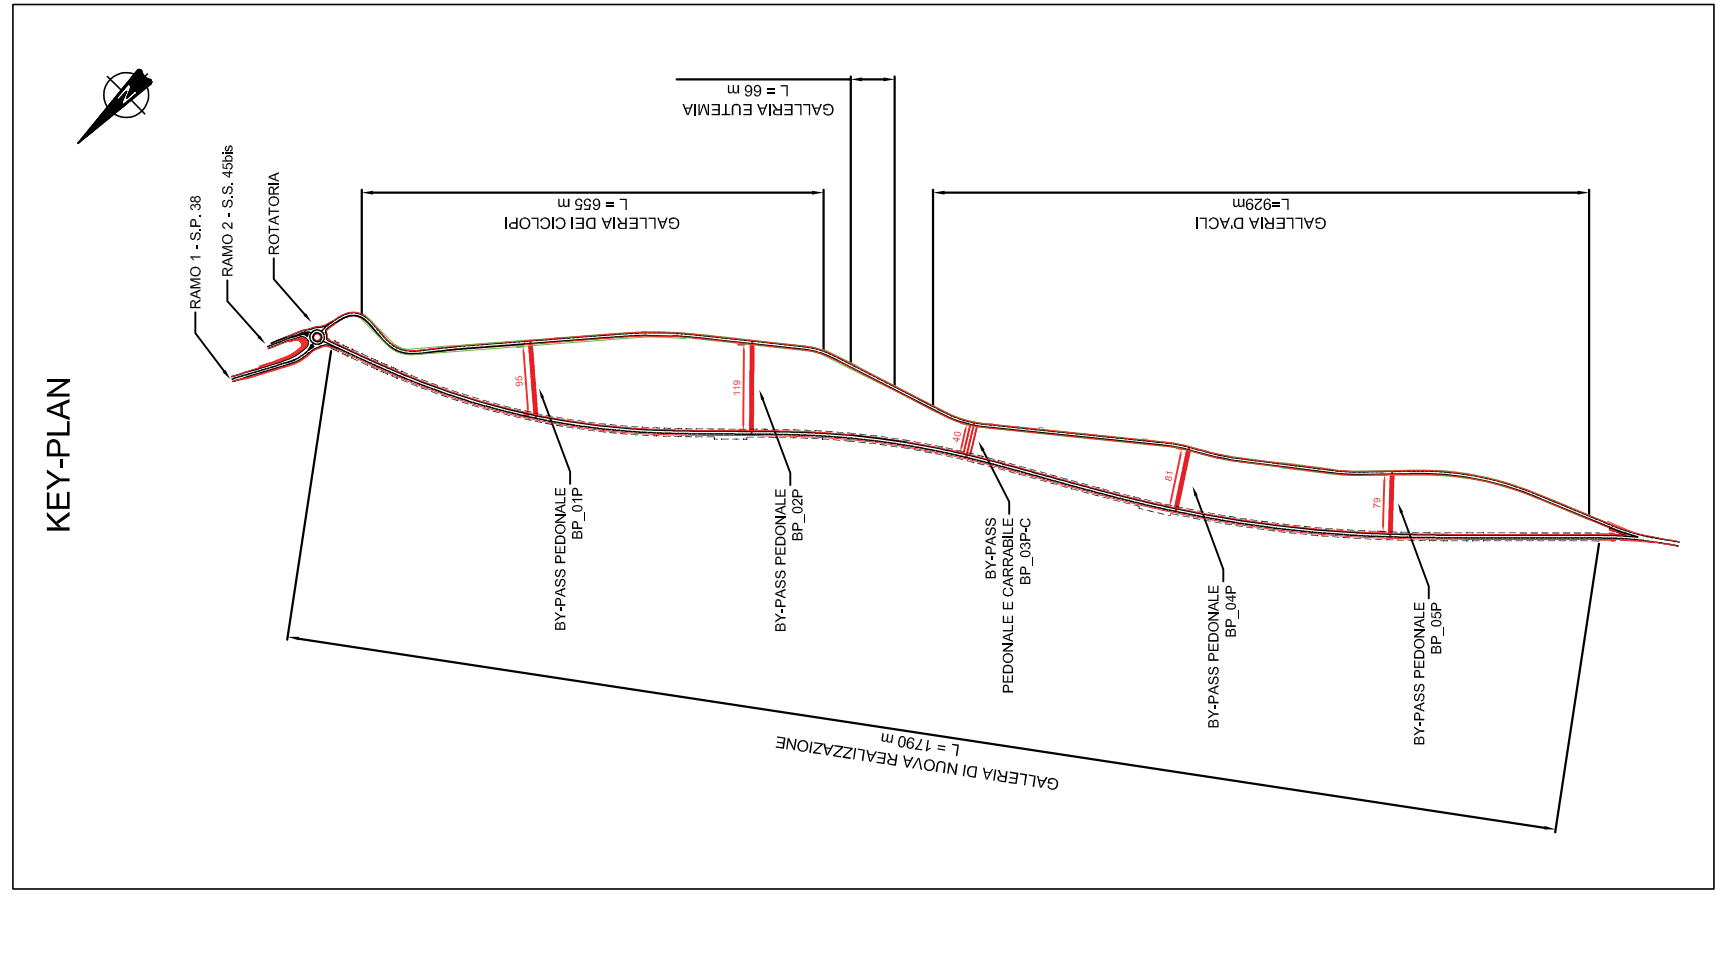 KEY-PLAN
N
RAMO 1 - S.P. 38
RAMO 2 - S.S. 45bis
ROTATORIA
GALLERIA DEI CICLOPI
L = 655 m
GALLERIA EUTEMIA
L = 66 m
GALLERIA D'ACLI
L=929m
95
119
40
81
79
BY-PASS PEDONALE
BP_01P
BY-PASS PEDONALE
BP_02P
BY-PASS
PEDONALE E CARRABILE
BP_03P-C
BY-PASS PEDONALE
BP_04P
BY-PASS PEDONALE
BP_05P
GALLERIA DI NUOVA REALIZZAZIONE
L = 1790 m